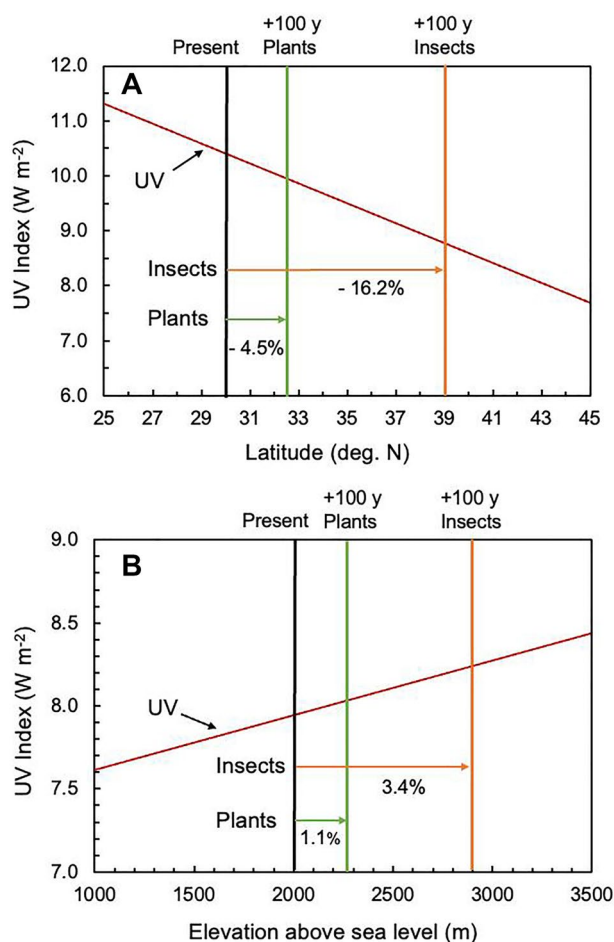 +100 y +100 y
Present Plants Insects
A
12.0
11.0
10.0
9.0
8.0
7.0
6.0
UV Index (W m-2)
UV
Insects
- 16.2%
Plants
- 4.5%
25 27 29 31 33 35 37 39 41 43 45
Latitude (deg. N)
+100 y +100 y
Present Plants Insects
B
9.0
8.5
8.0
7.5
7.0
UV Index (W m-2)
UV
Insects
3.4%
Plants
1.1%
1000 1500 2000 2500 3000 3500
Elevation above sea level (m)